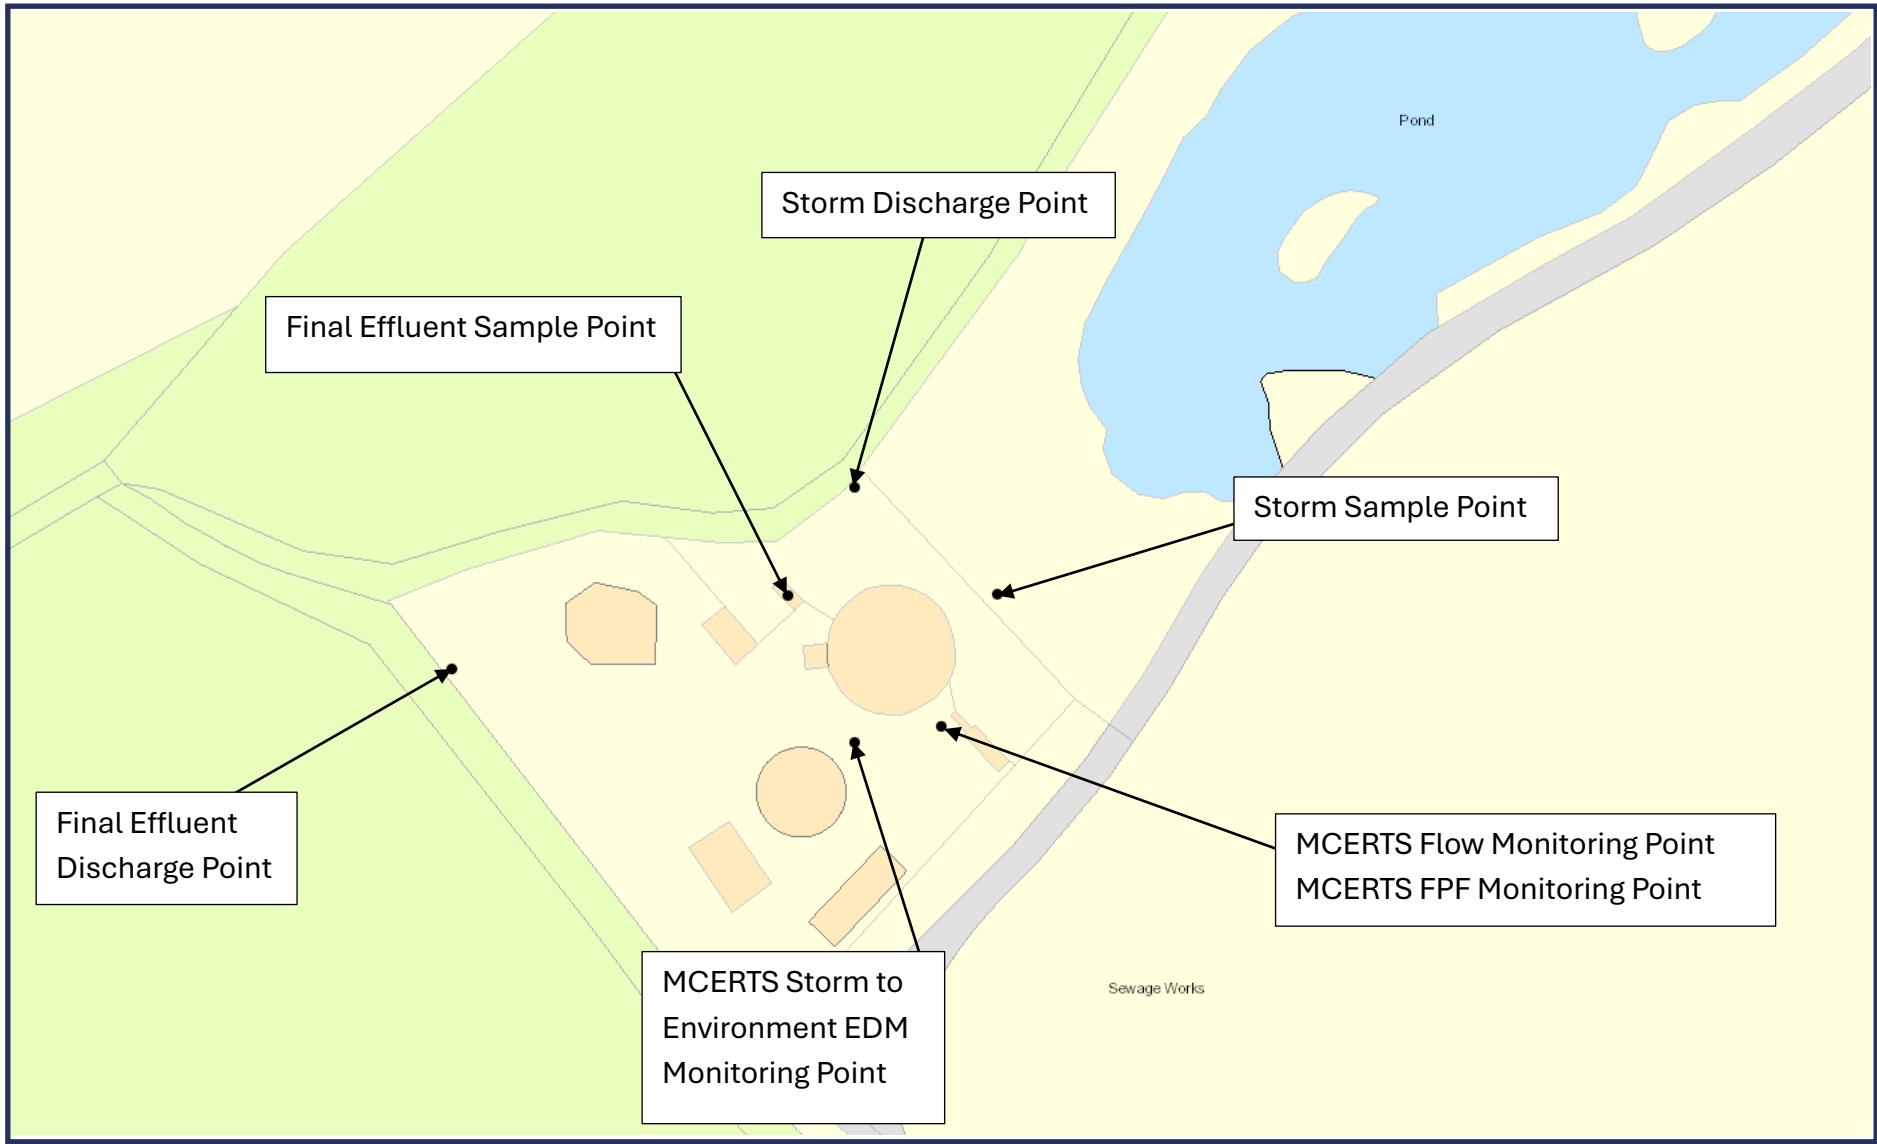 Pond
Storm Discharge Point
Final Effluent Sample Point
Storm Sample Point
Final Effluent
Discharge Point
MCERTS Flow Monitoring Point
MCERTS FPF Monitoring Point
MCERTS Storm to
Environment EDM
Monitoring Point
Sewage Works